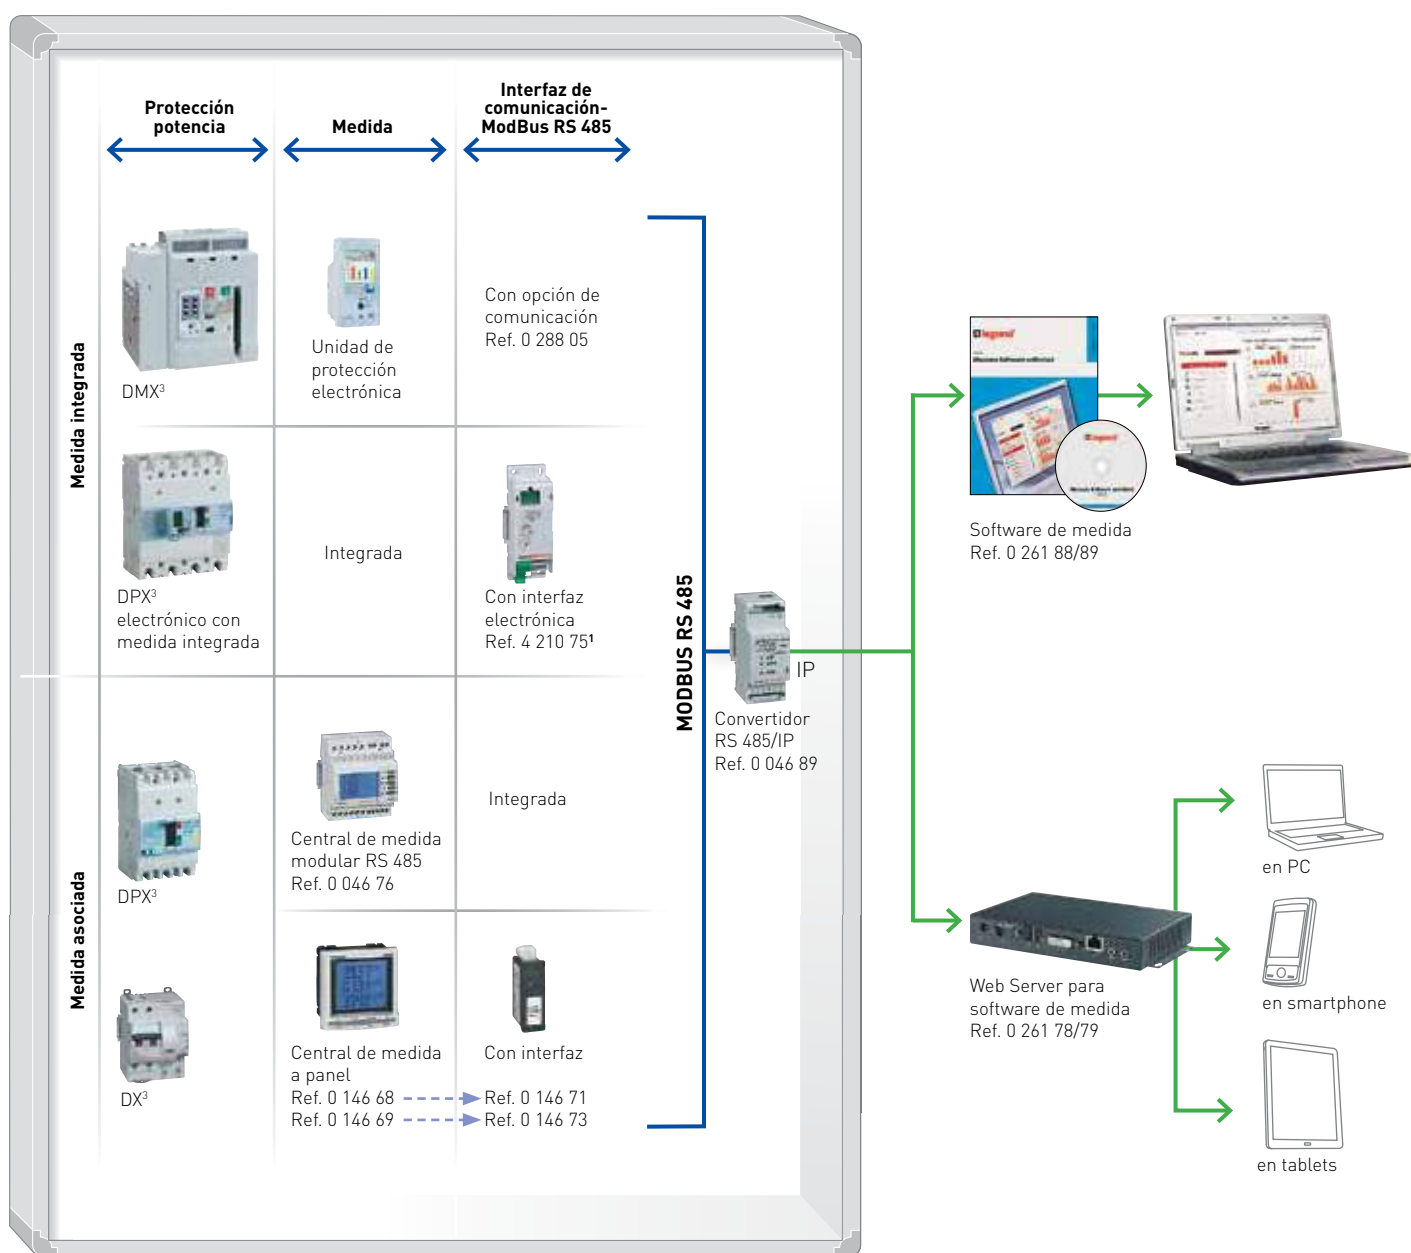 Protección
potencia
Medida
Interfaz de
comunicación-
ModBus RS 485
Medida integrada
DMX³
Unidad de
protección
electrónica
Con opción de
comunicación
Ref. 0 288 05
DPX³
electrónico con
medida integrada
Integrada
Con interfaz
electrónica
Ref. 4 210 75¹
Medida asociada
DPX³
Central de medida
modular RS 485
Ref. 0 046 76
Integrada
DX³
Central de medida
a panel
Ref. 0 146 68
Ref. 0 146 69
Con interfaz
Ref. 0 146 71
Ref. 0 146 73
MODBUS RS 485
IP
Convertidor
RS 485/IP
Ref. 0 046 89
legrand
Software de medida
Ref. 0 261 88/89
Web Server para
software de medida
Ref. 0 261 78/79
en PC
en smartphone
en tablets